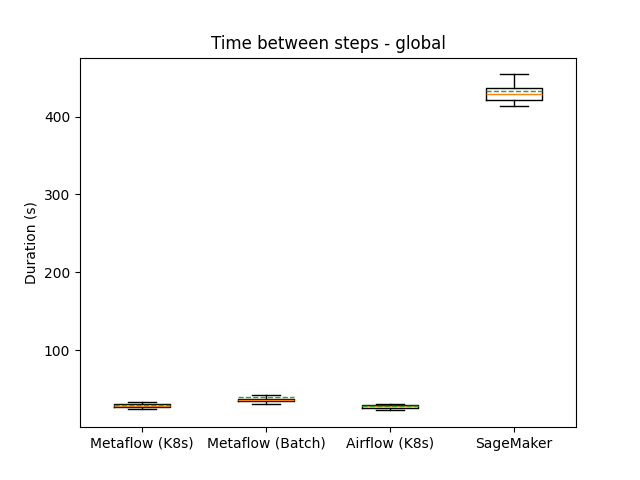 Time between steps - global
Duration (s)
400
300
200
100
Metaflow (K8s)
Metaflow (Batch)
Airflow (K8s)
SageMaker